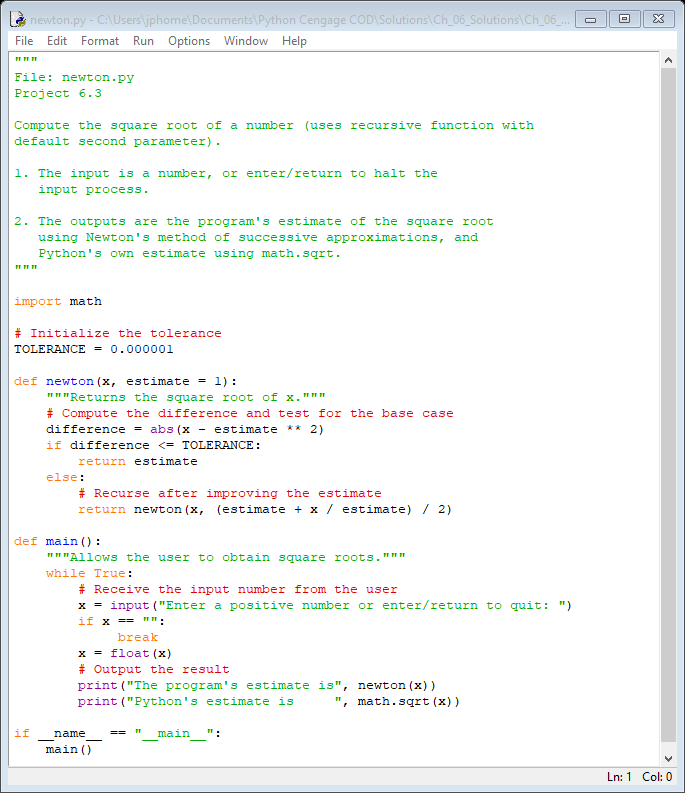 newton.py - C:\Users\jphorne\Documents\Python Cengage COD\Solutions\Ch_06_Solutions\Ch_06_...
File Edit Format Run Options Window Help
"""
File: newton.py
Project 6.3

Compute the square root of a number (uses recursive function with
default second parameter).

1. The input is a number, or enter/return to halt the
   input process.

2. The outputs are the program's estimate of the square root
   using Newton's method of successive approximations, and
   Python's own estimate using math.sqrt.
"""

import math

# Initialize the tolerance
TOLERANCE = 0.000001

def newton(x, estimate = 1):
    """Returns the square root of x."""
    # Compute the difference and test for the base case
    difference = abs(x - estimate ** 2)
    if difference <= TOLERANCE:
        return estimate
    else:
        # Recurse after improving the estimate
        return newton(x, (estimate + x / estimate) / 2)

def main():
    """Allows the user to obtain square roots."""
    while True:
        # Receive the input number from the user
        x = input("Enter a positive number or enter/return to quit: ")
        if x == "":
             break
        x = float(x)
        # Output the result
        print("The program's estimate is", newton(x))
        print("Python's estimate is     ", math.sqrt(x))

if __name__ == "__main__":
    main()
Ln: 1 Col: 0